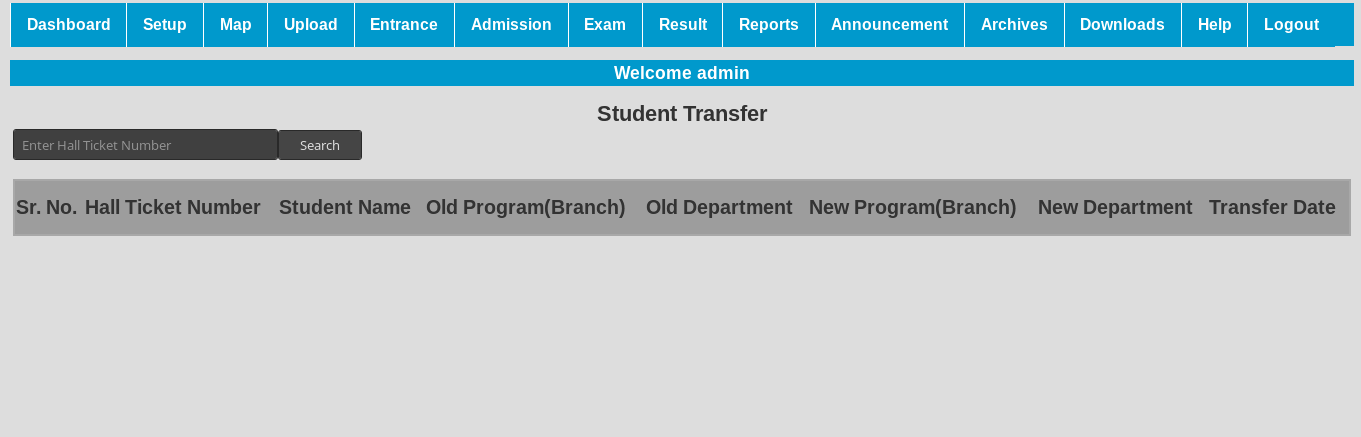 Dashboard Setup Map Upload Entrance Admission Exam Result Reports Announcement Archives Downloads Help Logout
Welcome admin
Student Transfer
Enter Hall Ticket Number Search
Sr. No. Hall Ticket Number Student Name Old Program(Branch) Old Department New Program(Branch) New Department Transfer Date